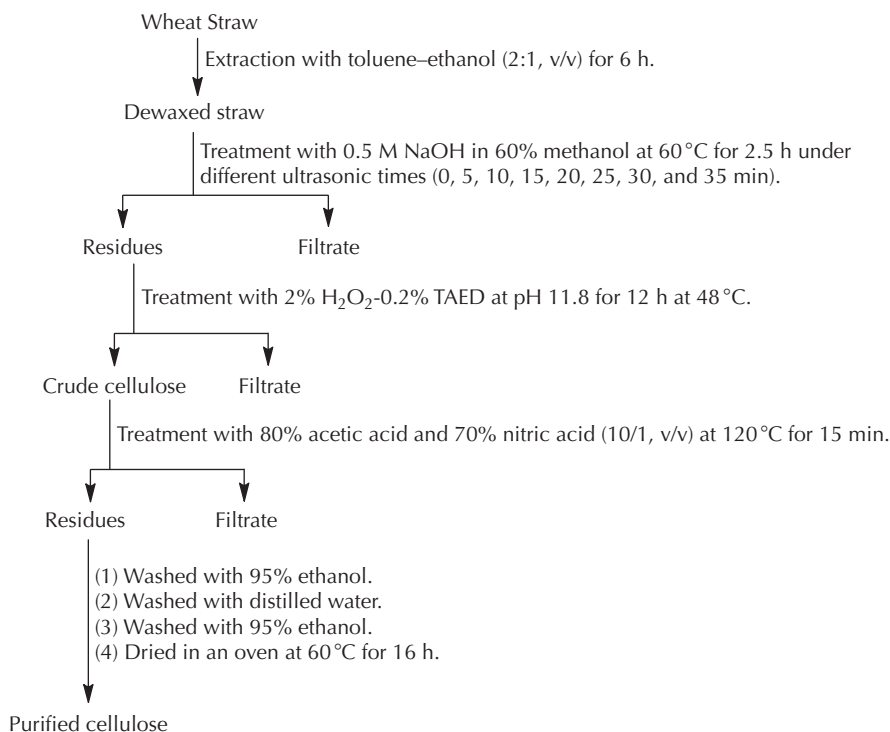 Wheat Straw
Extraction with toluene–ethanol (2:1, v/v) for 6 h.
Dewaxed straw
Treatment with 0.5 M NaOH in 60% methanol at 60 °C for 2.5 h under
different ultrasonic times (0, 5, 10, 15, 20, 25, 30, and 35 min).
Residues Filtrate
Treatment with 2% H₂O₂-0.2% TAED at pH 11.8 for 12 h at 48 °C.
Crude cellulose Filtrate
Treatment with 80% acetic acid and 70% nitric acid (10/1, v/v) at 120 °C for 15 min.
Residues Filtrate
(1) Washed with 95% ethanol.
(2) Washed with distilled water.
(3) Washed with 95% ethanol.
(4) Dried in an oven at 60 °C for 16 h.
Purified cellulose